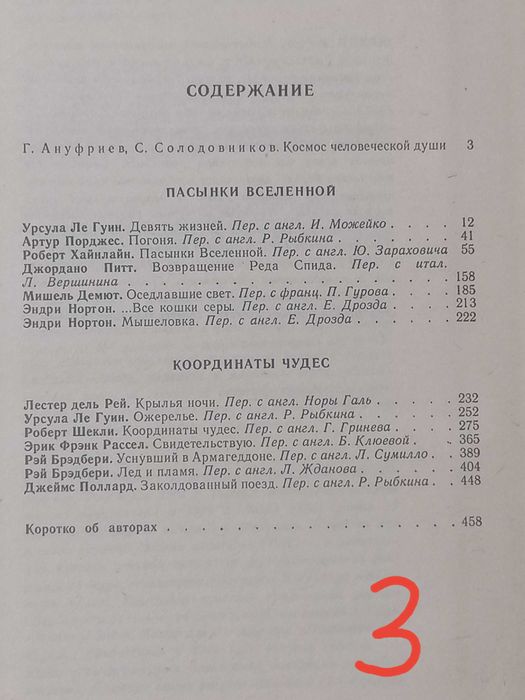 СОДЕРЖАНИЕ
Г. Ануфриев, С. Солодовников. Космос человеческой души 3
ПАСЫНКИ ВСЕЛЕННОЙ
Урсула Ле Гуин. Девять жизней. Пер. с англ. И. Можейко . . . . 12
Артур Порджес. Погоня. Пер. с англ. Р. Рыбкина . . . . . . 41
Роберт Хайнлайн. Пасынки Вселенной. Пер. с англ. Ю. Зараховича 55
Джордано Питт. Возвращение Реда Спида. Пер. с итал.
Л. Вершинина . . . . . . . . . . . . . . . . 158
Мишель Демют. Оседлавшие свет. Пер. с франц. П. Гурова . . . . 185
Эндри Нортон. ...Все кошки серы. Пер. с англ. Е. Дрозда . . . . 213
Эндри Нортон. Мышеловка. Пер. с англ. Е. Дрозда . . . . . . 222
КООРДИНАТЫ ЧУДЕС
Лестер дель Рей. Крылья ночи. Пер. с англ. Норы Галь . . . . 232
Урсула Ле Гуин. Ожерелье. Пер. с англ. Р. Рыбкина . . . . . 252
Роберт Шекли. Координаты чудес. Пер. с англ. Г. Гринева . . . . 275
Эрик Фрэнк Рассел. Свидетельствую. Пер. с англ. Б. Клюевой . . . 365
Рэй Брэдбери. Уснувший в Армагеддоне. Пер. с англ. Л. Сумилло . . 389
Рэй Брэдбери. Лед и пламя. Пер. с англ. Л. Жданова . . . . . 404
Джеймс Поллард. Заколдованный поезд. Пер. с англ. Р. Рыбкина . . 448
Коротко об авторах . . . . . . . . . . . . . . . . 458
3